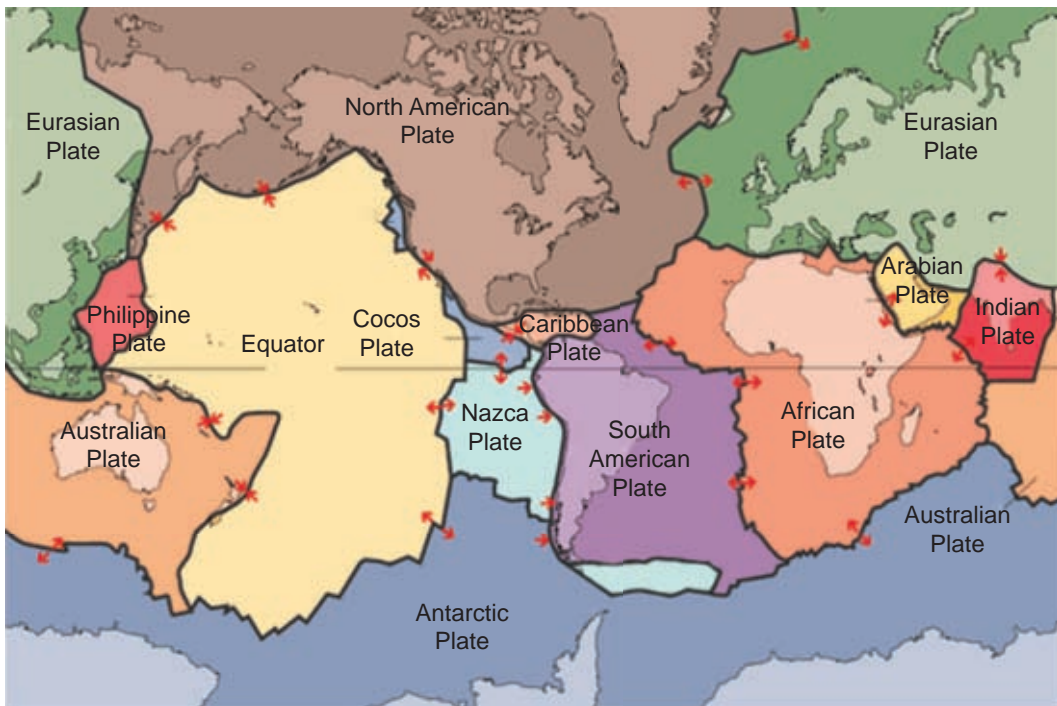 North American
Plate
Eurasian
Plate
Eurasian
Plate
Arabian
Plate
Philippine
Plate
Equator
Cocos
Plate
Caribbean
Plate
Indian
Plate
Australian
Plate
Nazca
Plate
South
American
Plate
African
Plate
Australian
Plate
Antarctic
Plate